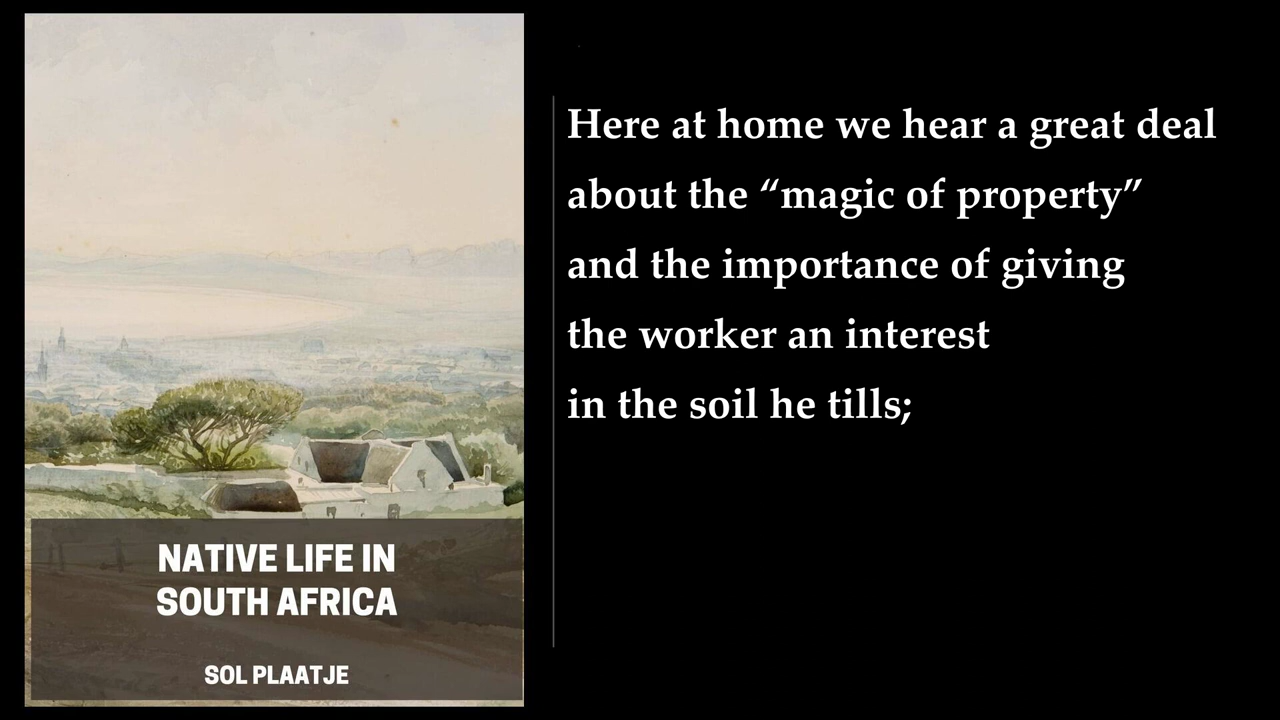 NATIVE LIFE IN
SOUTH AFRICA
SOL PLAATJE
Here at home we hear a great deal
about the “magic of property”
and the importance of giving
the worker an interest
in the soil he tills;